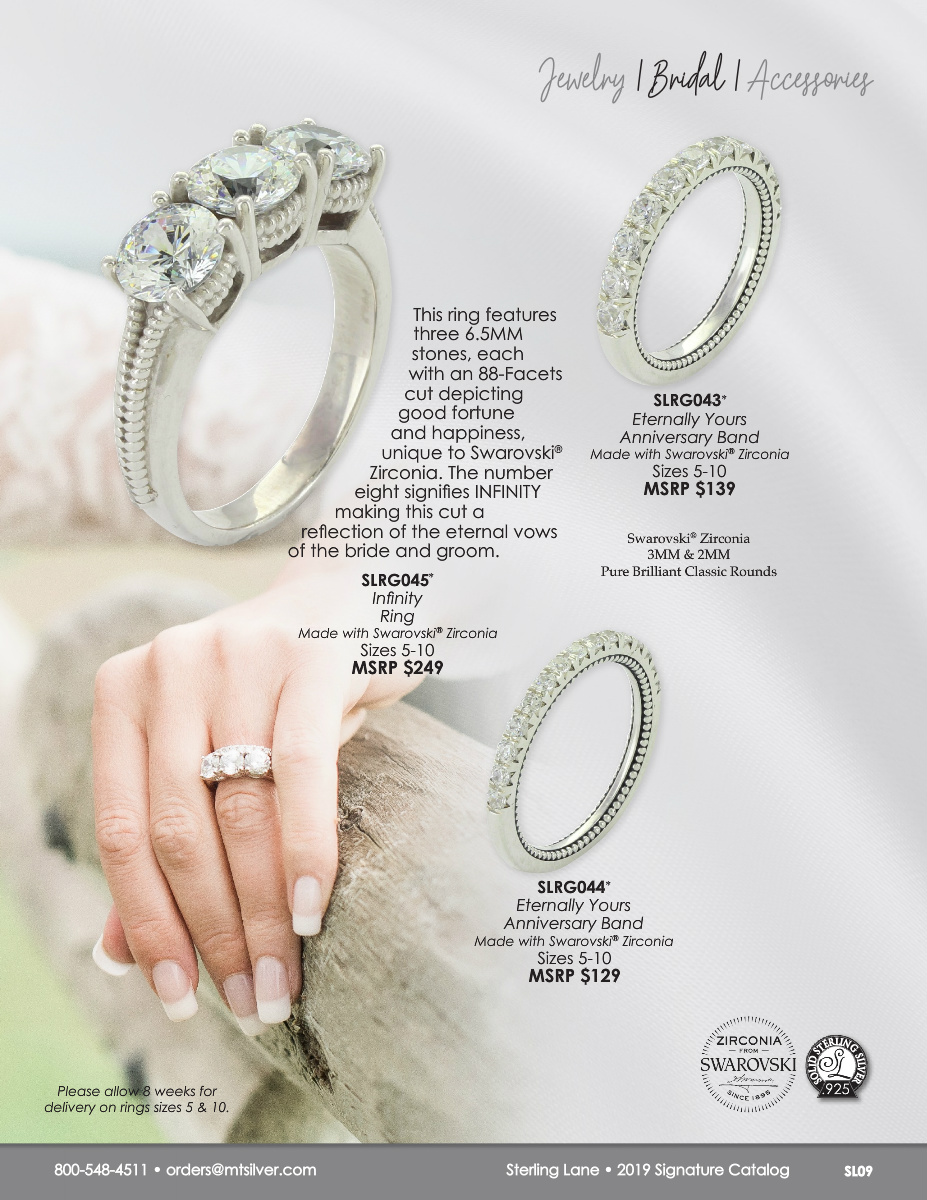 Jewelry | Bridal | Accessories
This ring features
three 6.5MM
stones, each
with an 88-Facets
cut depicting
good fortune
and happiness,
unique to Swarovski®
Zirconia. The number
eight signifies INFINITY
making this cut a
reflection of the eternal vows
of the bride and groom.
SLRG045*
Infinity
Ring
Made with Swarovski® Zirconia
Sizes 5-10
MSRP $249
SLRG043*
Eternally Yours
Anniversary Band
Made with Swarovski® Zirconia
Sizes 5-10
MSRP $139
Swarovski® Zirconia
3MM & 2MM
Pure Brilliant Classic Rounds
SLRG044*
Eternally Yours
Anniversary Band
Made with Swarovski® Zirconia
Sizes 5-10
MSRP $129
ZIRCONIA
FROM
SWAROVSKI
SINCE 1895
SOLID STERLING SILVER
SL
.925
Please allow 8 weeks for
delivery on rings sizes 5 & 10.
800-548-4511 • orders@mtsilver.com
Sterling Lane • 2019 Signature Catalog
SL09